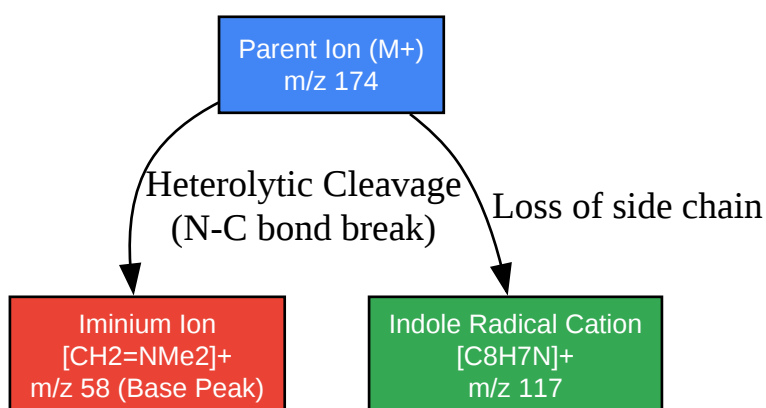 Parent Ion (M+)
m/z 174
Heterolytic Cleavage
(N-C bond break)
Loss of side chain
Iminium Ion
[CH2=NMe2]+
m/z 58 (Base Peak)
Indole Radical Cation
[C8H7N]+
m/z 117